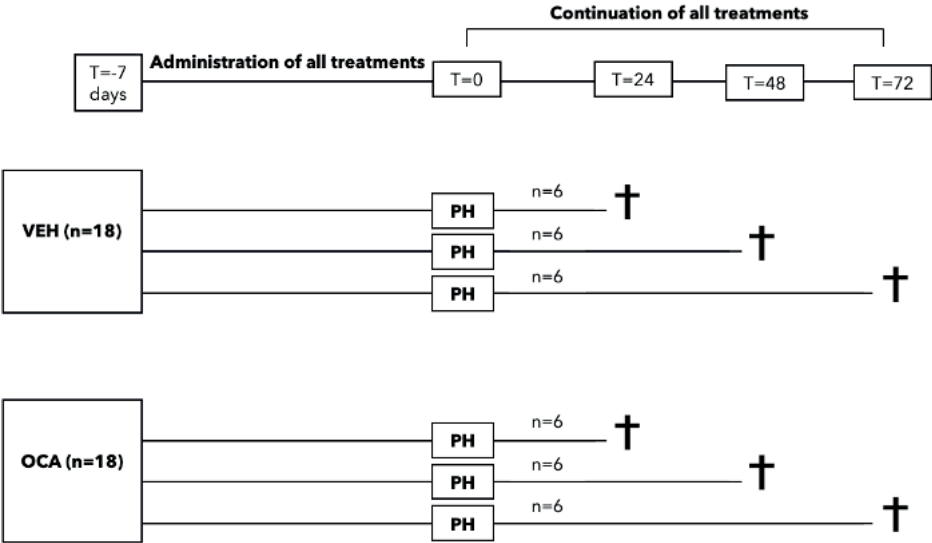 Continuation of all treatments
T=-7
days
Administration of all treatments
T=0
T=24
T=48
T=72
VEH (n=18)
PH
n=6
PH
n=6
PH
n=6
OCA (n=18)
PH
n=6
PH
n=6
PH
n=6